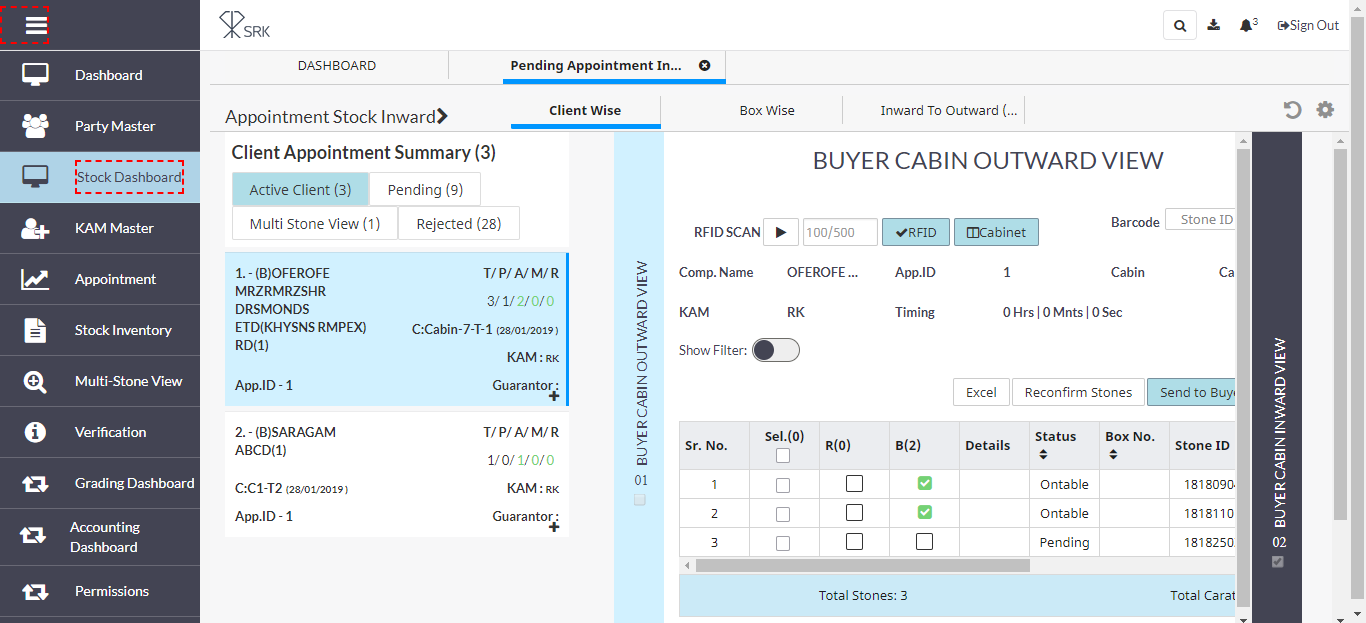 SRK
3
Sign Out
Dashboard
Party Master
Stock Dashboard
KAM Master
Appointment
Stock Inventory
Multi-Stone View
Verification
Grading Dashboard
Accounting
Dashboard
Permissions
DASHBOARD
Pending Appointment In...
Appointment Stock Inward
Client Wise
Box Wise
Inward To Outward (...
Client Appointment Summary (3)
Active Client (3)
Pending (9)
Multi Stone View (1)
Rejected (28)
1. - (B)OFEROFE
MRZRMRZSHR
DRSMONDS
ETD(KHYSNS RMPEX)
RD(1)
T/ P/ A/ M/ R
3/ 1/ 2/ 0/ 0
C:Cabin-7-T-1 (28/01/2019 )
KAM : RK
App.ID - 1
Guarantor :
2. - (B)SARAGAM
ABCD(1)
T/ P/ A/ M/ R
1/ 0/ 1/ 0/ 0
C:C1-T2 (28/01/2019 )
KAM : RK
App.ID - 1
Guarantor :
BUYER CABIN OUTWARD VIEW
01
BUYER CABIN OUTWARD VIEW
RFID SCAN
100/500
RFID
Cabinet
Barcode
Stone ID
Comp. Name
OFEROFE ...
App.ID
1
Cabin
Ca
KAM
RK
Timing
0 Hrs | 0 Mnts | 0 Sec
Show Filter:
Excel
Reconfirm Stones
Send to Buye
Sr. No.
Sel.(0)
R(0)
B(2)
Details
Status
Box No.
Stone ID
1
Ontable
1818090
2
Ontable
1818110
3
Pending
1818250
Total Stones: 3
Total Carat
BUYER CABIN INWARD VIEW
02